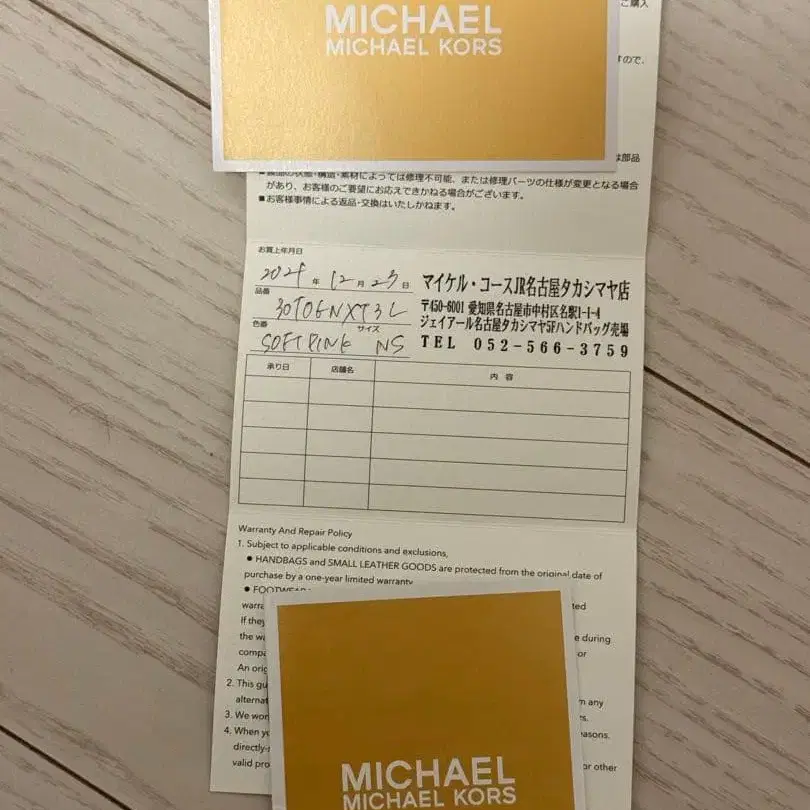 ご購入
MICHAEL
MICHAEL KORS
すので、
は部品
■製品の状態・構造・素材によっては修理不可能、または修理パーツの仕様が変更となる場合
があり、お客様のご要望にお応えできかねる場合がございます。
■お客様事情による返品・交換はいたしかねます。
お買上年月日
年 12 月 23 日
マイケル・コースJR名古屋タカシマヤ店
品番 30T0GNXT3L
〒450-6001 愛知県名古屋市中村区名駅1-1-4
ジェイアール名古屋タカシマヤ5Fハンドバッグ売場
色番 SOFT PINK サイズ NS
TEL 052-566-3759
承り日 店舗名 内容
Warranty And Repair Policy
1. Subject to applicable conditions and exclusions,
● HANDBAGS and SMALL LEATHER GOODS are protected from the original date of
purchase by a one-year limited warranty
● FOOTWEAR
warra ted
If they
the wa e during
compa or
An orig
2. This gu
alternat m any
3. We wor s.
4. When yo easons.
directly-
valid pro or other
MICHAEL
MICHAEL KORS